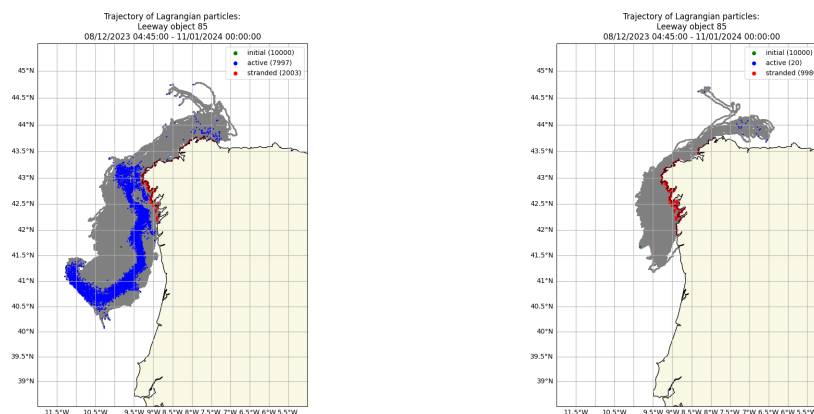 Trajectory of Lagrangian particles:
Leeway object 85
08/12/2023 04:45:00 - 11/01/2024 00:00:00
initial (10000)
active (7997)
stranded (2003)
45°N
44.5°N
44°N
43.5°N
43°N
42.5°N
42°N
41.5°N
41°N
40.5°N
40°N
39.5°N
39°N
11.5°W 10.5°W 9.5°W 9°W 8.5°W 8°W 7.5°W 7°W 6.5°W 6°W 5.5°W
Trajectory of Lagrangian particles:
Leeway object 85
08/12/2023 04:45:00 - 11/01/2024 00:00:00
initial (10000)
active (20)
stranded (998
45°N
44.5°N
44°N
43.5°N
43°N
42.5°N
42°N
41.5°N
41°N
40.5°N
40°N
39.5°N
39°N
11.5°W 10.5°W 9.5°W 9°W 8.5°W 8°W 7.5°W 7°W 6.5°W 6°W 5.5°W